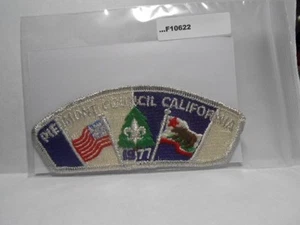 ...F10622
PIEDMONT COUNCIL CALIFORNIA
1977